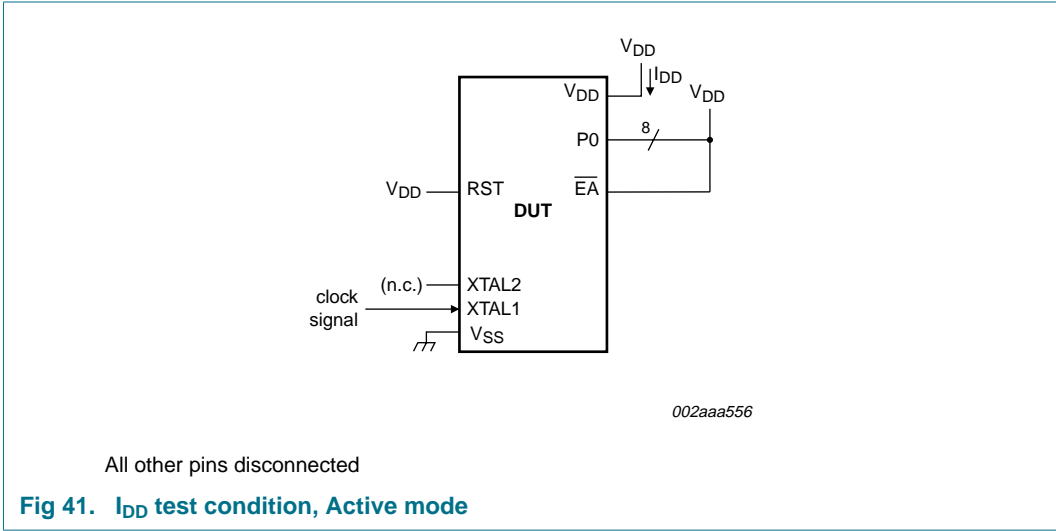 VDD
IDD
VDD
VDD
P0
8
VDD
RST
EA
DUT
(n.c.)
XTAL2
clock
signal
XTAL1
VSS
002aaa556
All other pins disconnected
Fig 41. IDD test condition, Active mode